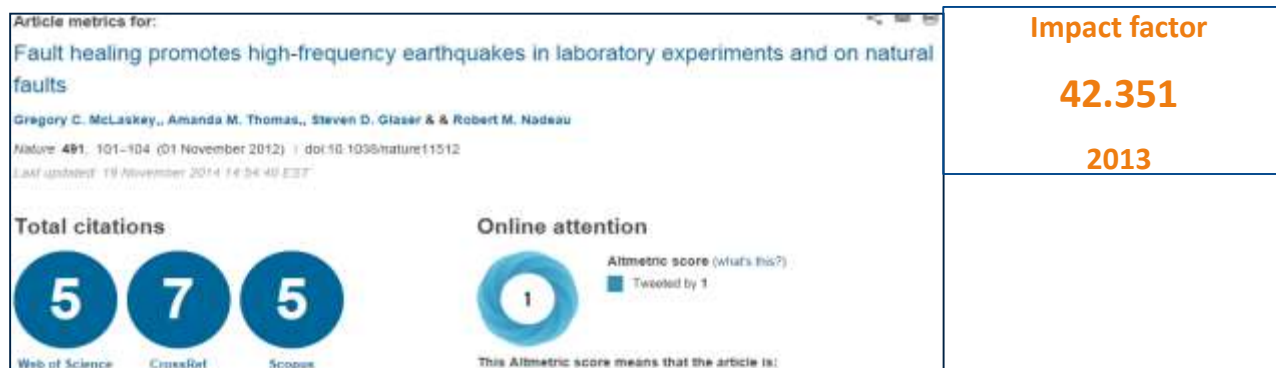 Article metrics for:
Fault healing promotes high-frequency earthquakes in laboratory experiments and on natural
faults
Gregory C. McLaskey,, Amanda M. Thomas,, Steven D. Glaser & & Robert M. Nadeau
Nature 491, 101–104 (01 November 2012) | doi:10.1038/nature11512
Last updated: 19 November 2014 14:54:40 EST
Total citations
5
7
5
Web of Science
CrossRef
Scopus
Online attention
1
Altmetric score (what's this?)
Tweeted by 1
This Altmetric score means that the article is:
Impact factor
42.351
2013